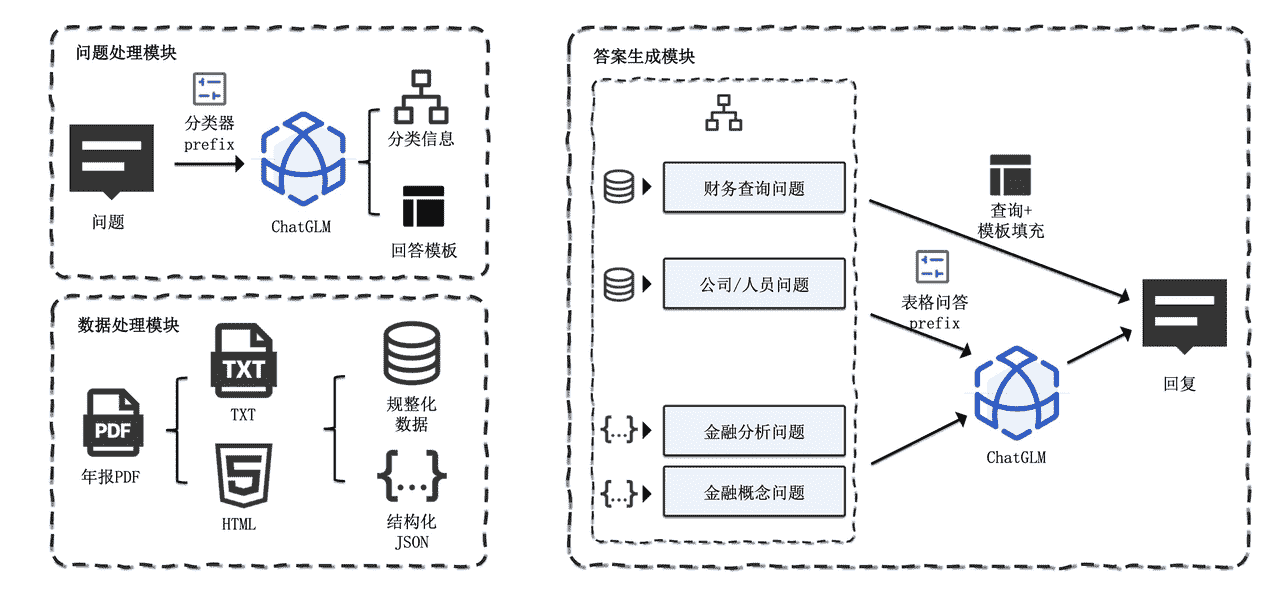 问题处理模块
分类器
prefix
问题
ChatGLM
分类信息
回答模板
数据处理模块
PDF
年报PDF
TXT
TXT
5
HTML
规整化
数据
{...}
结构化
JSON
答案生成模块
财务查询问题
公司/人员问题
{...}
金融分析问题
{...}
金融概念问题
查询+
模板填充
表格问答
prefix
ChatGLM
回复